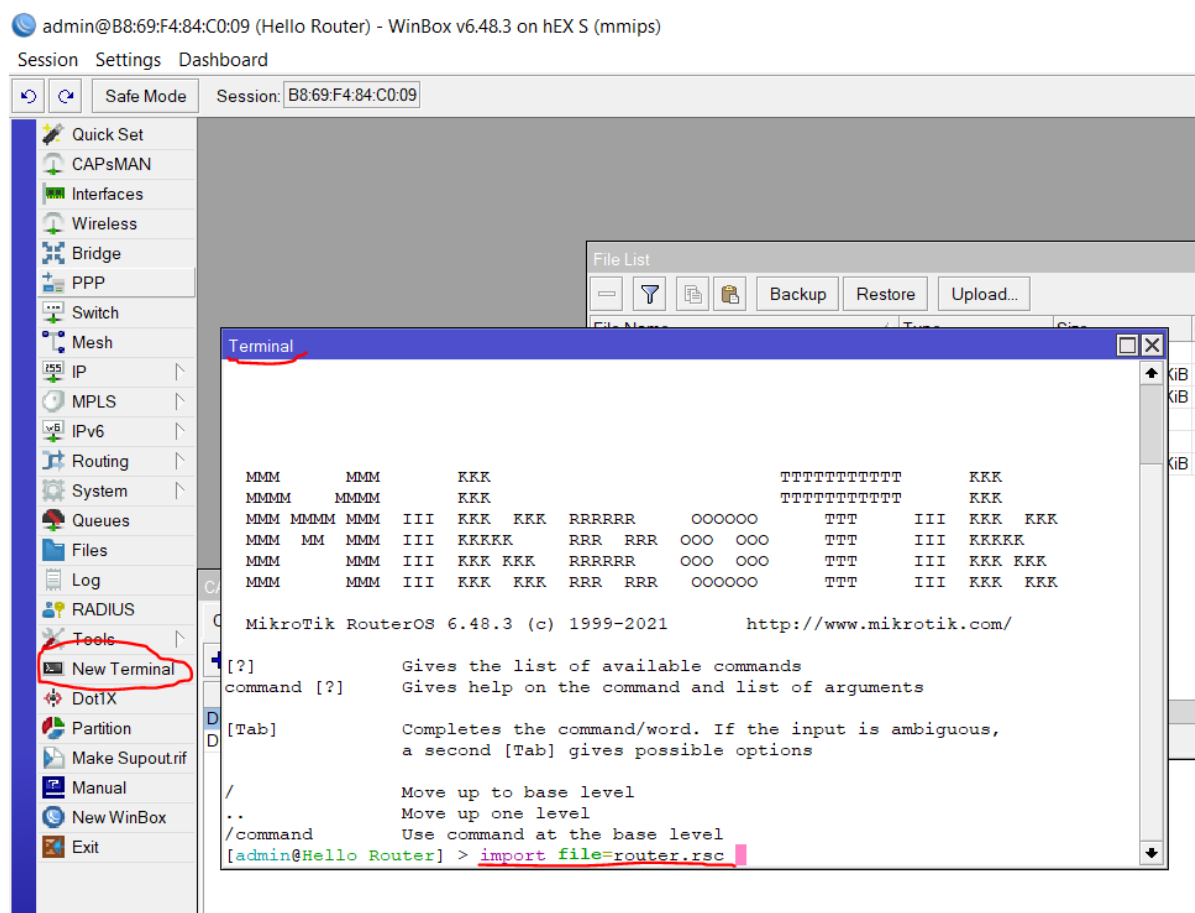 admin@B8:69:F4:84:C0:09 (Hello Router) - WinBox v6.48.3 on hEX S (mmips)
Session Settings Dashboard
Safe Mode Session: B8:69:F4:84:C0:09
Quick Set
CAPsMAN
Interfaces
Wireless
Bridge
PPP
Switch
Mesh
IP
MPLS
IPv6
Routing
System
Queues
Files
Log
RADIUS
Tools
New Terminal
Dot1X
Partition
Make Supout.rif
Manual
New WinBox
Exit
File List
Backup Restore Upload...
File Name Type Size
KiB
KiB
KiB
Terminal
MMM MMM KKK TTTTTTTTTTT KKK
MMMM MMMM KKK TTTTTTTTTTT KKK
MMM MMMM MMM III KKK KKK RRRRRR OOOOOO TTT III KKK KKK
MMM MM MMM III KKKKK RRR RRR OOO OOO TTT III KKKKK
MMM MMM III KKK KKK RRRRRR OOO OOO TTT III KKK KKK
MMM MMM III KKK KKK RRR RRR OOOOOO TTT III KKK KKK
MikroTik RouterOS 6.48.3 (c) 1999-2021 http://www.mikrotik.com/
[?] Gives the list of available commands
command [?] Gives help on the command and list of arguments
[Tab] Completes the command/word. If the input is ambiguous,
a second [Tab] gives possible options
/ Move up to base level
.. Move up one level
/command Use command at the base level
[admin@Hello Router] > import file=router.rsc